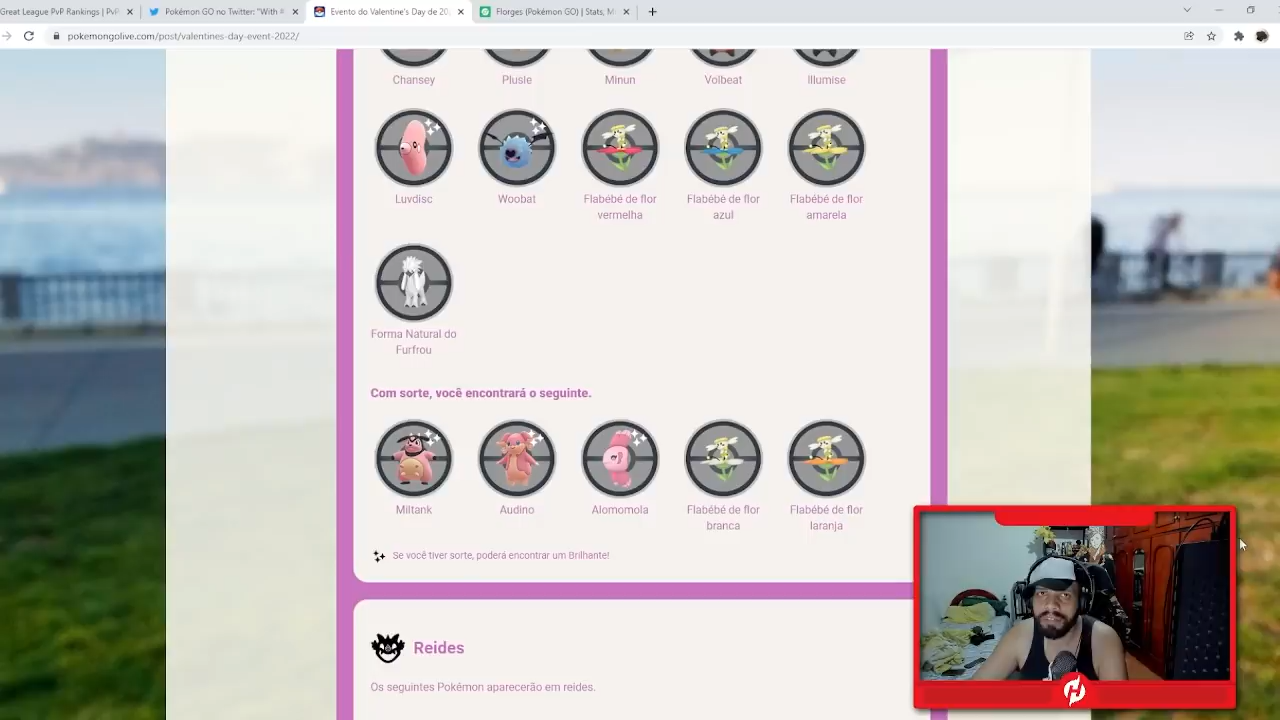 Great League PvP Rankings | PvP
Pokémon GO no Twitter: "With #
Evento do Valentine's Day de 20
Florges (Pokémon GO) | Stats, M
pokemongolive.com/post/valentines-day-event-2022/
Chansey
Plusle
Minun
Volbeat
Illumise
Luvdisc
Woobat
Flabébé de flor
vermelha
Flabébé de flor
azul
Flabébé de flor
amarela
Forma Natural do
Furfrou
Com sorte, você encontrará o seguinte.
Miltank
Audino
Alomomola
Flabébé de flor
branca
Flabébé de flor
laranja
Se você tiver sorte, poderá encontrar um Brilhante!
Reides
Os seguintes Pokémon aparecerão em reides.